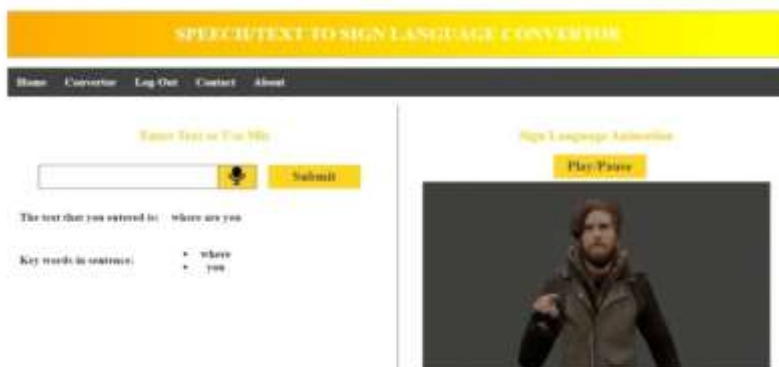 SPEECH/TEXT TO SIGN LANGUAGE CONVERTOR
Home Convertor Log Out Contact About
Enter Text or Use Mic
Submit
The text that you entered is: where are you
Key words in sentence:
• where
• you
Sign Language Animation
Play/Pause